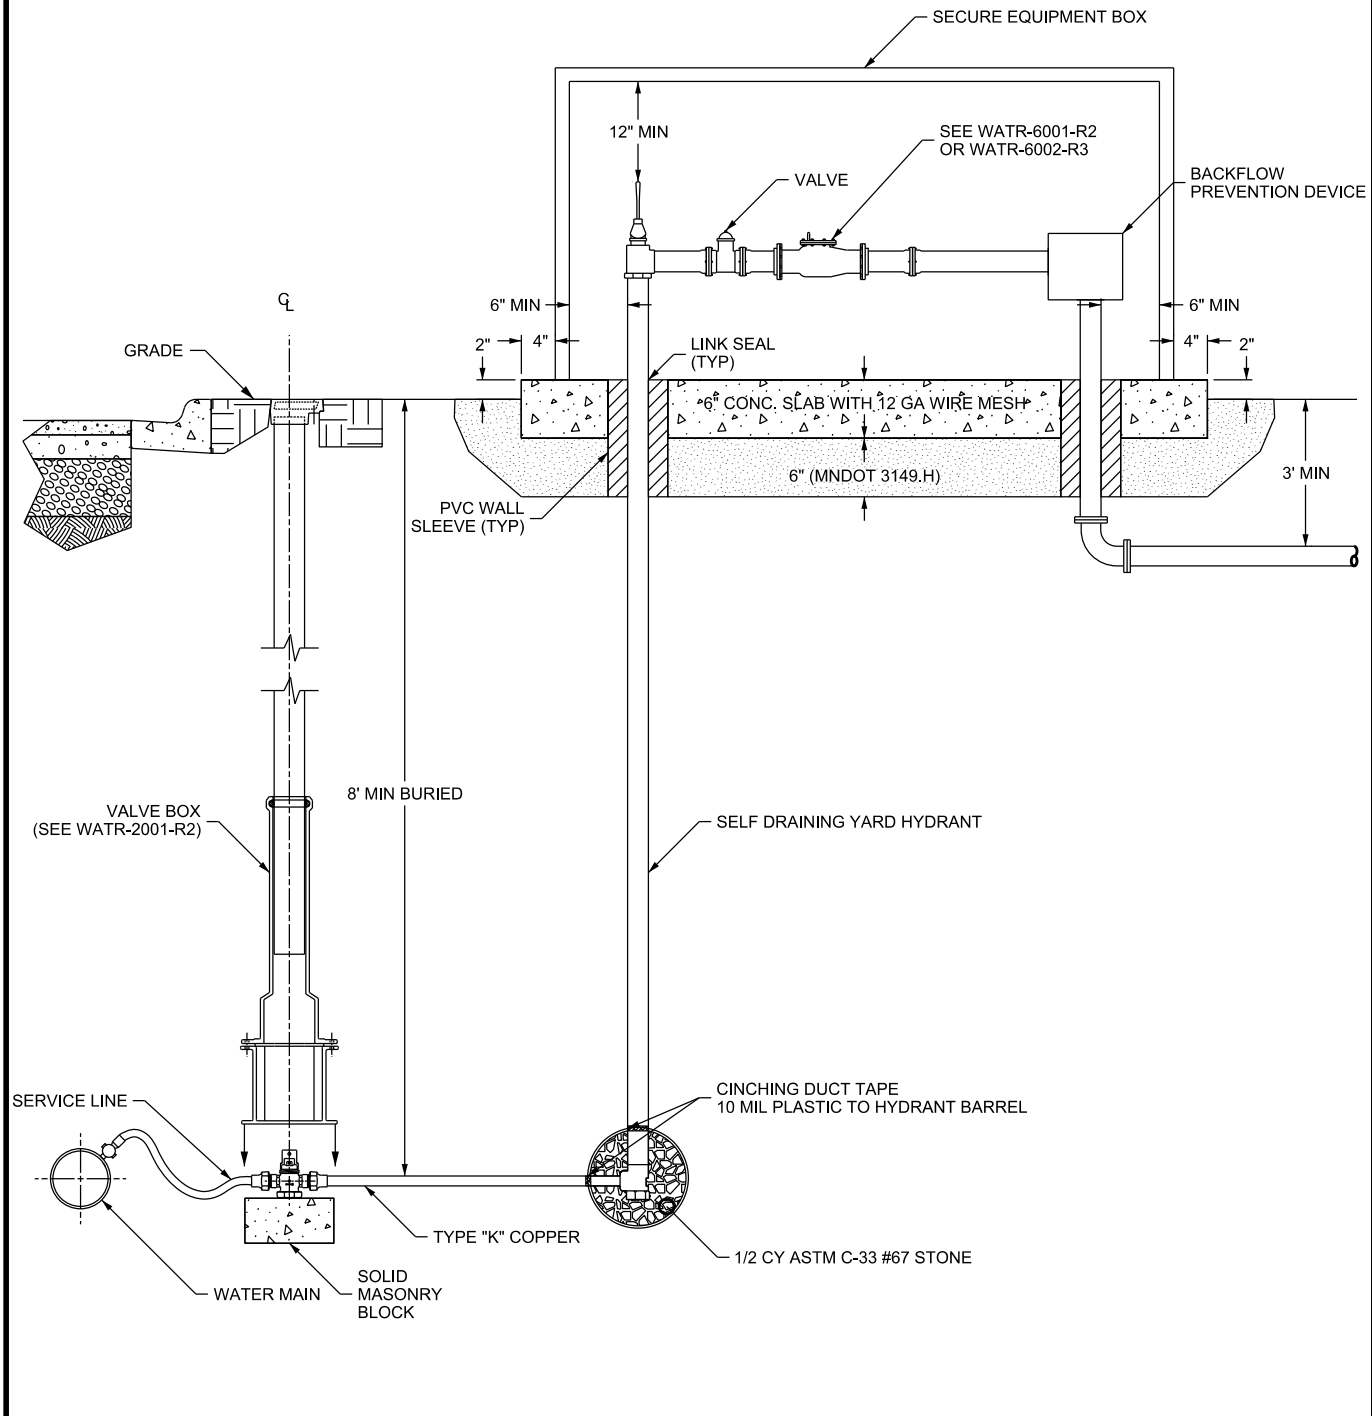 SECURE EQUIPMENT BOX
12" MIN
SEE WATR-6001-R2
OR WATR-6002-R3
VALVE
BACKFLOW
PREVENTION DEVICE
6" MIN
6" MIN
CL
GRADE
2"
4"
LINK SEAL
(TYP)
4"
2"
6" CONC. SLAB WITH 12 GA WIRE MESH
6" (MNDOT 3149.H)
3' MIN
PVC WALL
SLEEVE (TYP)
8' MIN BURIED
VALVE BOX
(SEE WATR-2001-R2)
SELF DRAINING YARD HYDRANT
CINCHING DUCT TAPE
10 MIL PLASTIC TO HYDRANT BARREL
SERVICE LINE
TYPE "K" COPPER
1/2 CY ASTM C-33 #67 STONE
WATER MAIN
SOLID
MASONRY
BLOCK